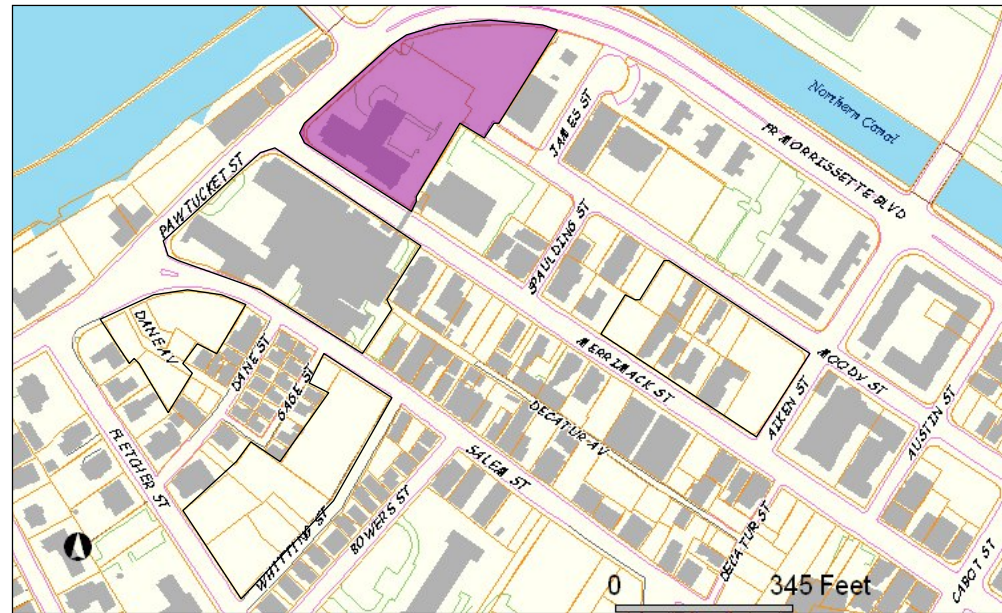 Northern Canal
FR MORRISSETTE BLVD
JAMES ST
PAWTUCKET ST
SPAULDING ST
DANE AV
DANE ST
GAGE ST
MERRIMACK ST
MOODY ST
AIKEN ST
AUSTIN ST
FLETCHER ST
DECATUR AV
SALEM ST
WHITTIND ST
BOWERS ST
DECATUR ST
CABOT ST
0 345 Feet